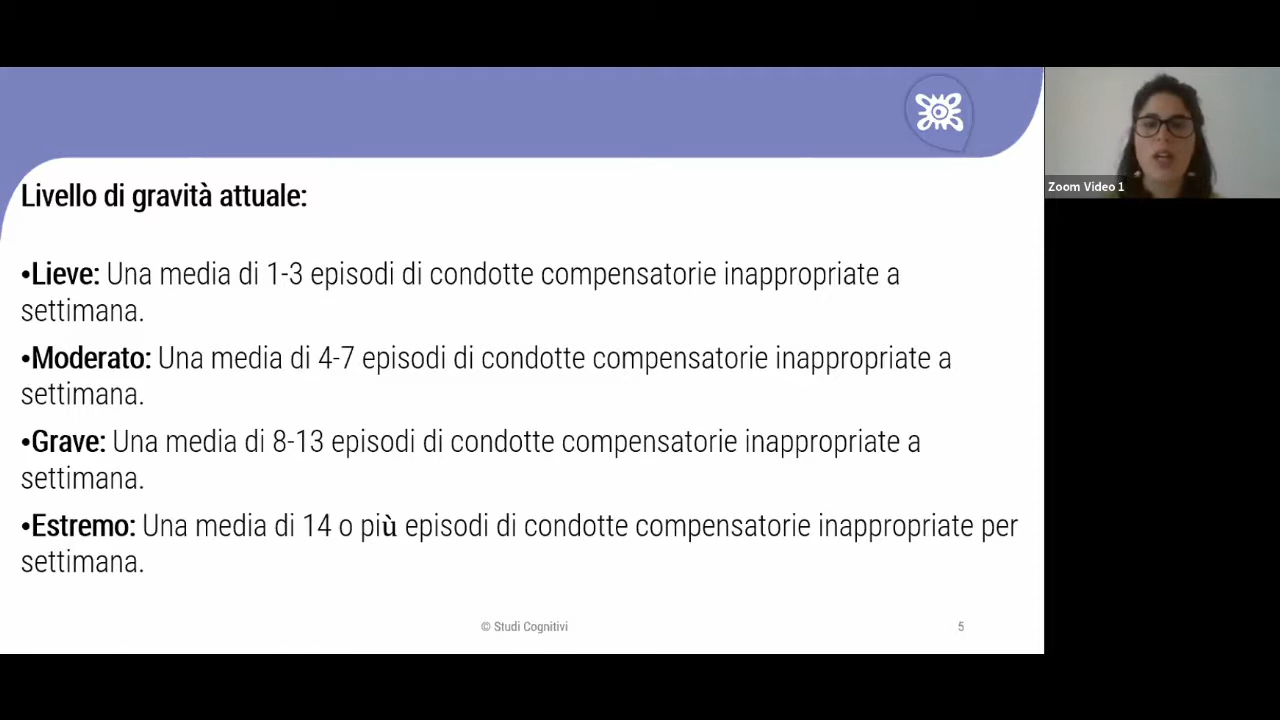 Livello di gravità attuale:
•Lieve: Una media di 1-3 episodi di condotte compensatorie inappropriate a
settimana.
•Moderato: Una media di 4-7 episodi di condotte compensatorie inappropriate a
settimana.
•Grave: Una media di 8-13 episodi di condotte compensatorie inappropriate a
settimana.
•Estremo: Una media di 14 o più episodi di condotte compensatorie inappropriate per
settimana.
© Studi Cognitivi
5
Zoom Video 1